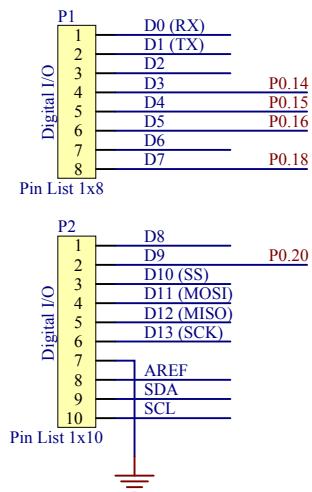 P1
1 D0 (RX)
2 D1 (TX)
3 D2
4 D3 P0.14
5 D4 P0.15
6 D5 P0.16
7 D6
8 D7 P0.18
Digital I/O
Pin List 1x8
P2
1 D8
2 D9 P0.20
3 D10 (SS)
4 D11 (MOSI)
5 D12 (MISO)
6 D13 (SCK)
7
8 AREF
9 SDA
10 SCL
Digital I/O
Pin List 1x10